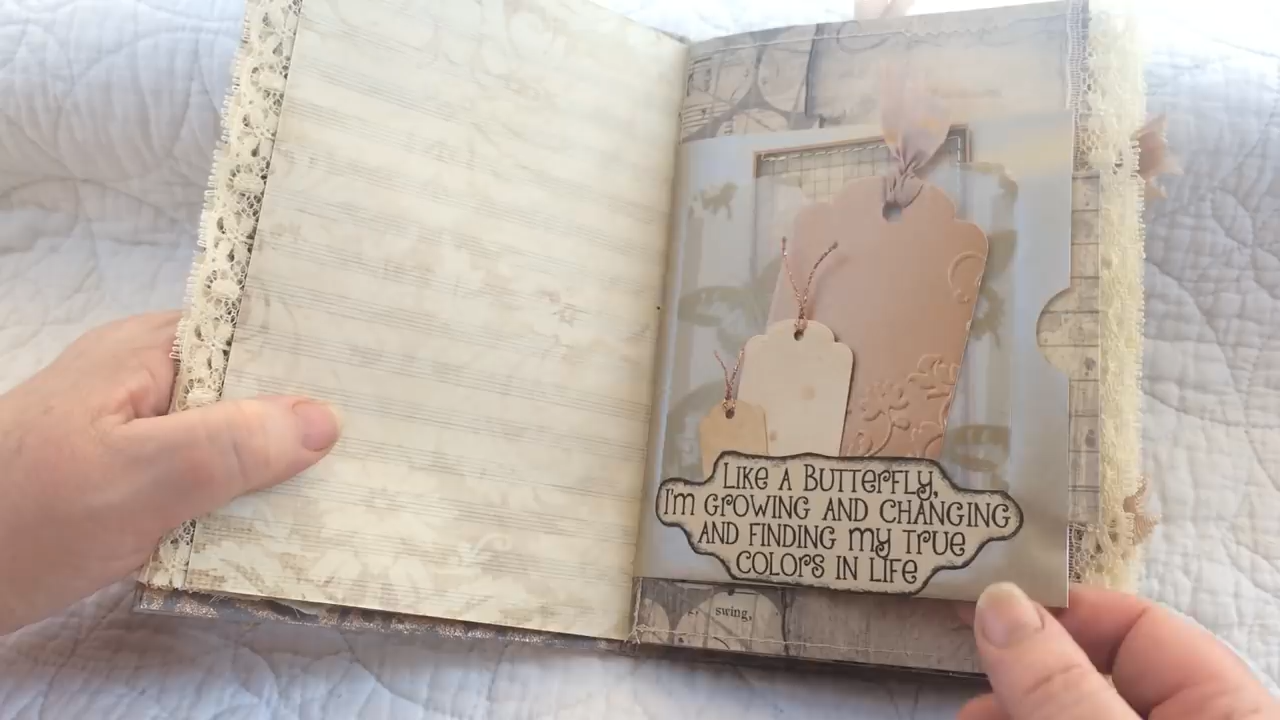 LIKE A BUTTERFLY,
I'M GROWING AND CHANGING
AND FINDING MY TRUE
COLORS IN LIFE
swing,